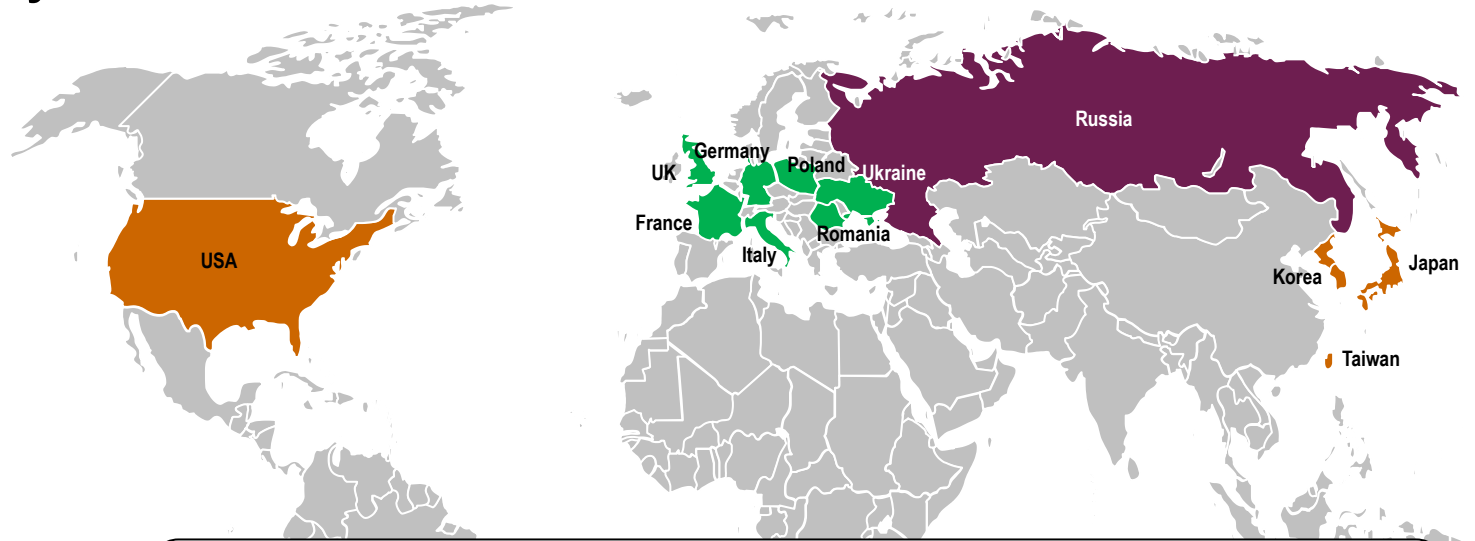 Russia
Germany
Poland
UK
Ukraine
France
Romania
Italy
USA
Korea
Japan
Taiwan